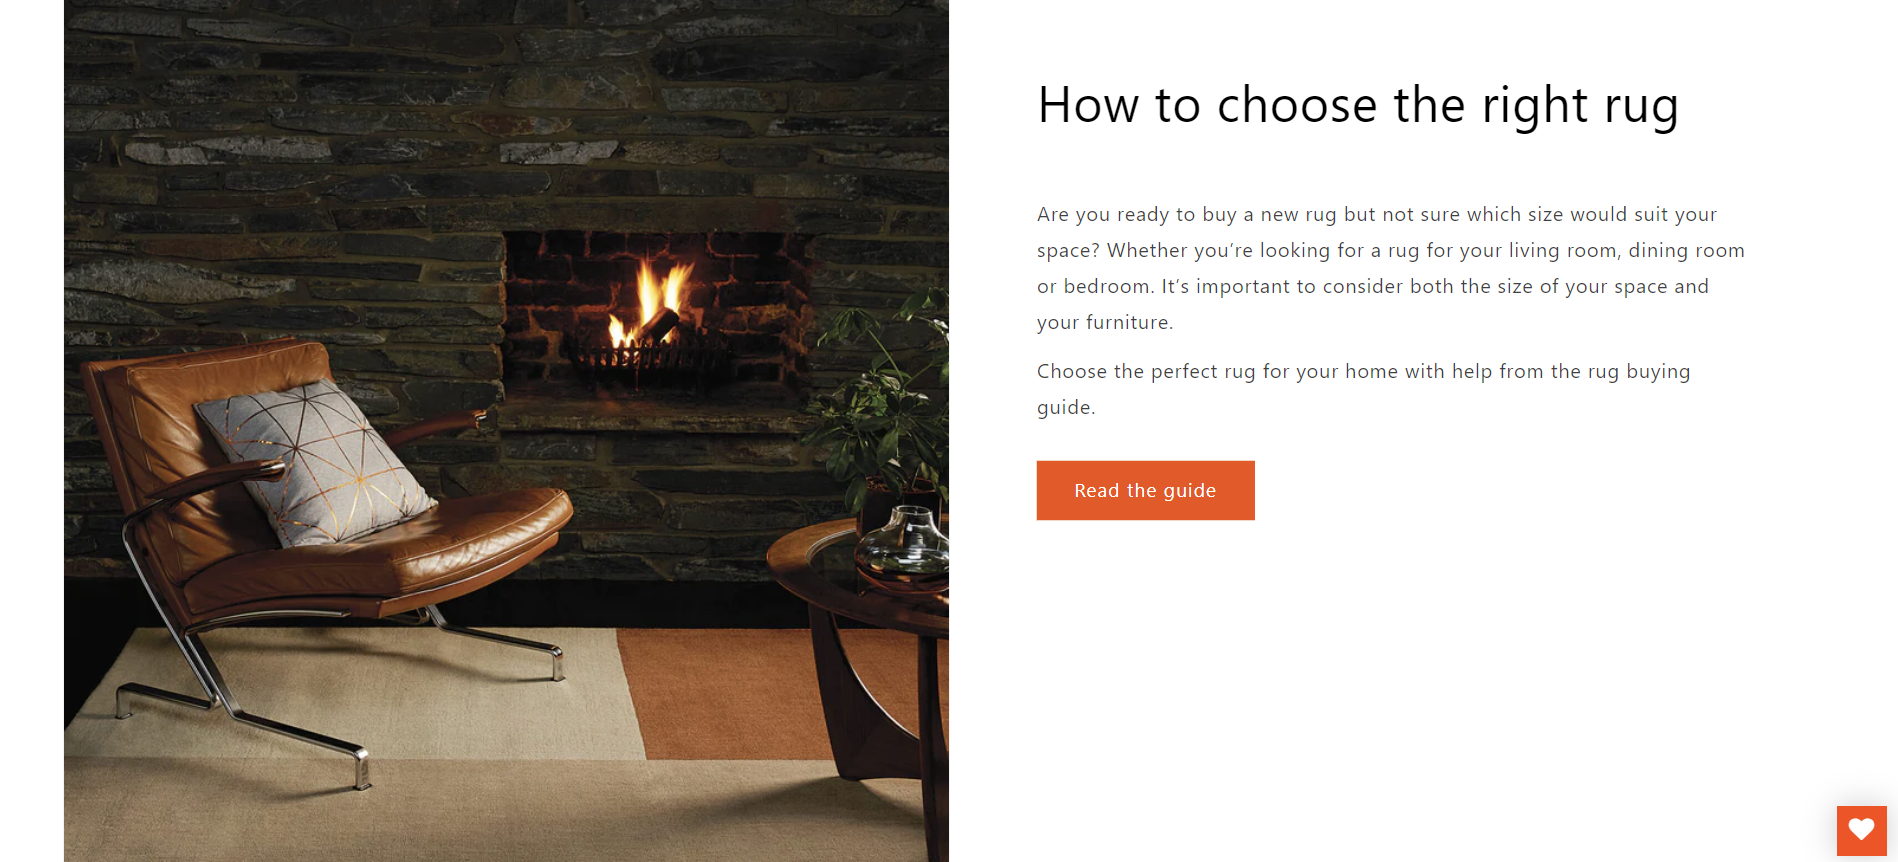 How to choose the right rug
Are you ready to buy a new rug but not sure which size would suit your
space? Whether you’re looking for a rug for your living room, dining room
or bedroom. It’s important to consider both the size of your space and
your furniture.
Choose the perfect rug for your home with help from the rug buying
guide.
Read the guide